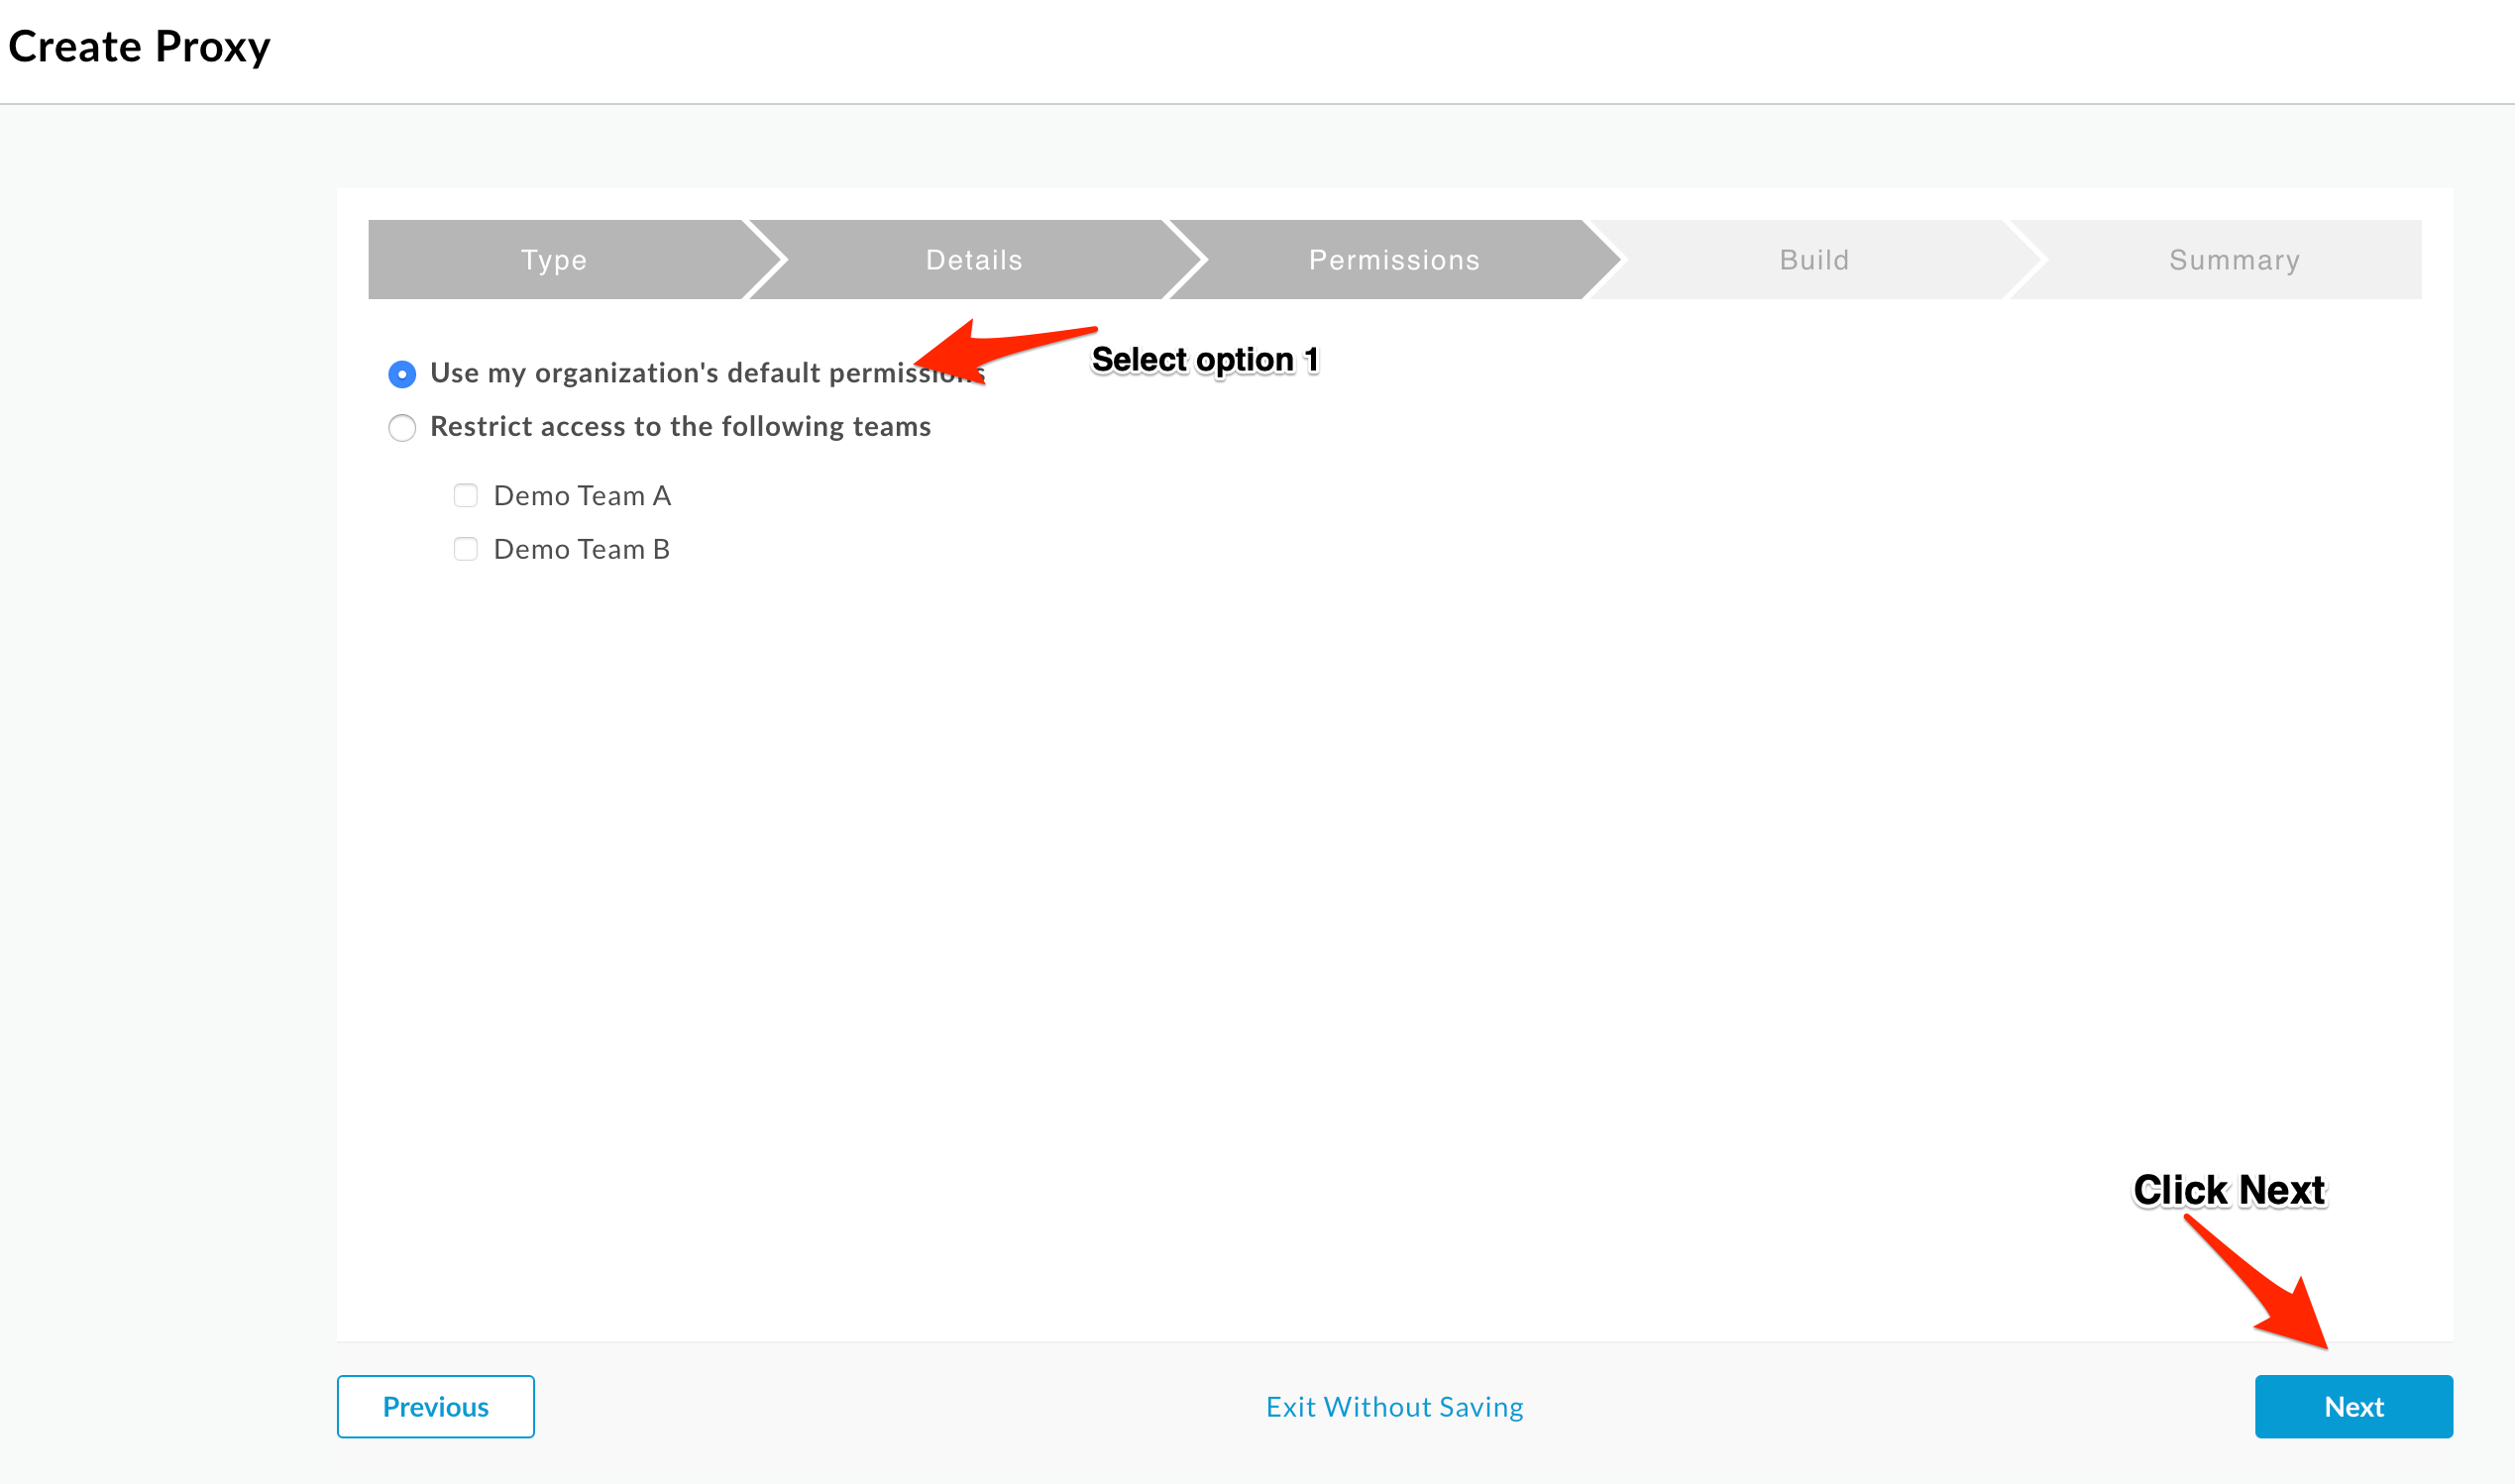 Create Proxy
Type
Details
Permissions
Build
Summary
Use my organization's default permissions
Select option 1
Restrict access to the following teams
Demo Team A
Demo Team B
Click Next
Previous
Exit Without Saving
Next